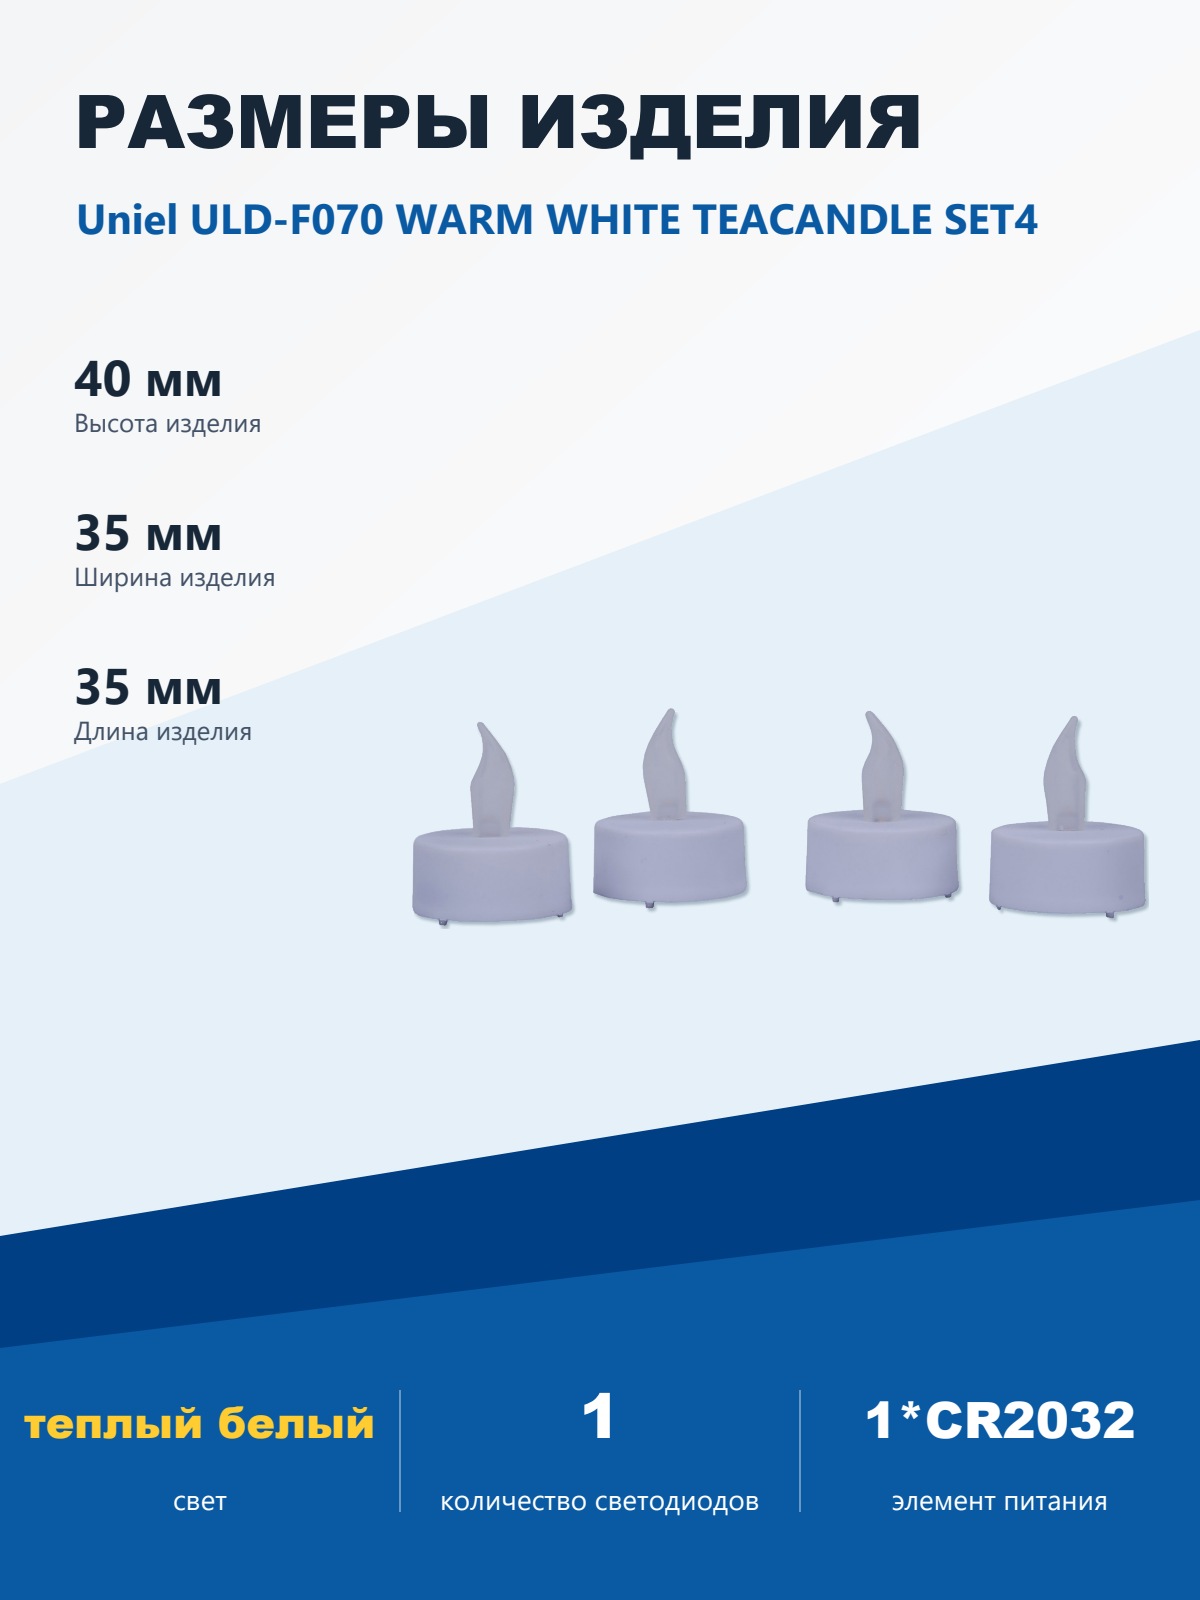 РАЗМЕРЫ ИЗДЕЛИЯ
Uniel ULD-F070 WARM WHITE TEACANDLE SET4
40 мм
Высота изделия
35 мм
Ширина изделия
35 мм
Длина изделия
теплый белый
свет
1
количество светодиодов
1*CR2032
элемент питания